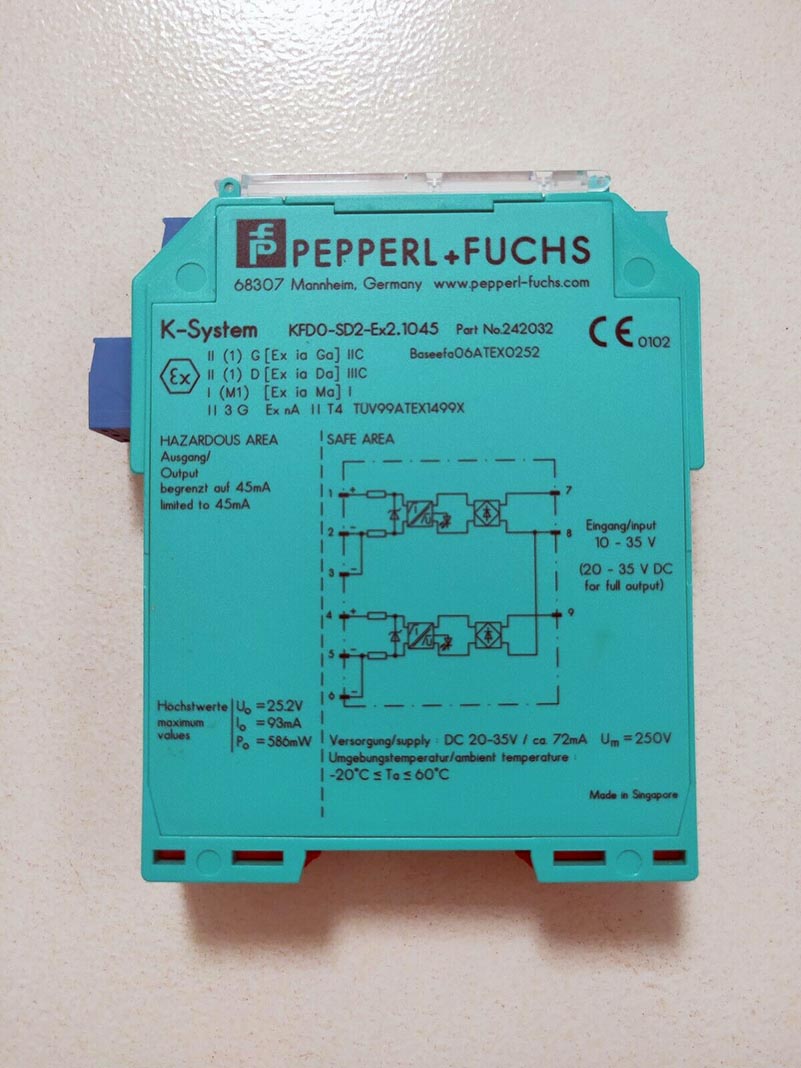 PEPPERL+FUCHS
68307 Mannheim, Germany www.pepperl-fuchs.com
K-System KFD0-SD2-Ex2.1045 Part No.242032
CE 0102
Ex
II (1) G [Ex ia Ga] IIC Baseefa06ATEX0252
II (1) D [Ex ia Da] IIIC
I (M1) [Ex ia Ma] I
II 3 G Ex nA II T4 TUV99ATEX1499X
HAZARDOUS AREA
Ausgang/
Output
begrenzt auf 45mA
limited to 45mA
SAFE AREA
1 + 7
2 - 8
3 -
4 + 9
5 -
6 -
I/U
I/U
Eingang/input
10 - 35 V
(20 - 35 V DC
for full output)
Höchstwerte
maximum
values
Uo =25.2V
Io =93mA
Po =586mW
Versorgung/supply : DC 20-35V / ca. 72mA Um=250V
Umgebungstemperatur/ambient temperature :
-20°C ≤ Ta ≤ 60°C
Made in Singapore